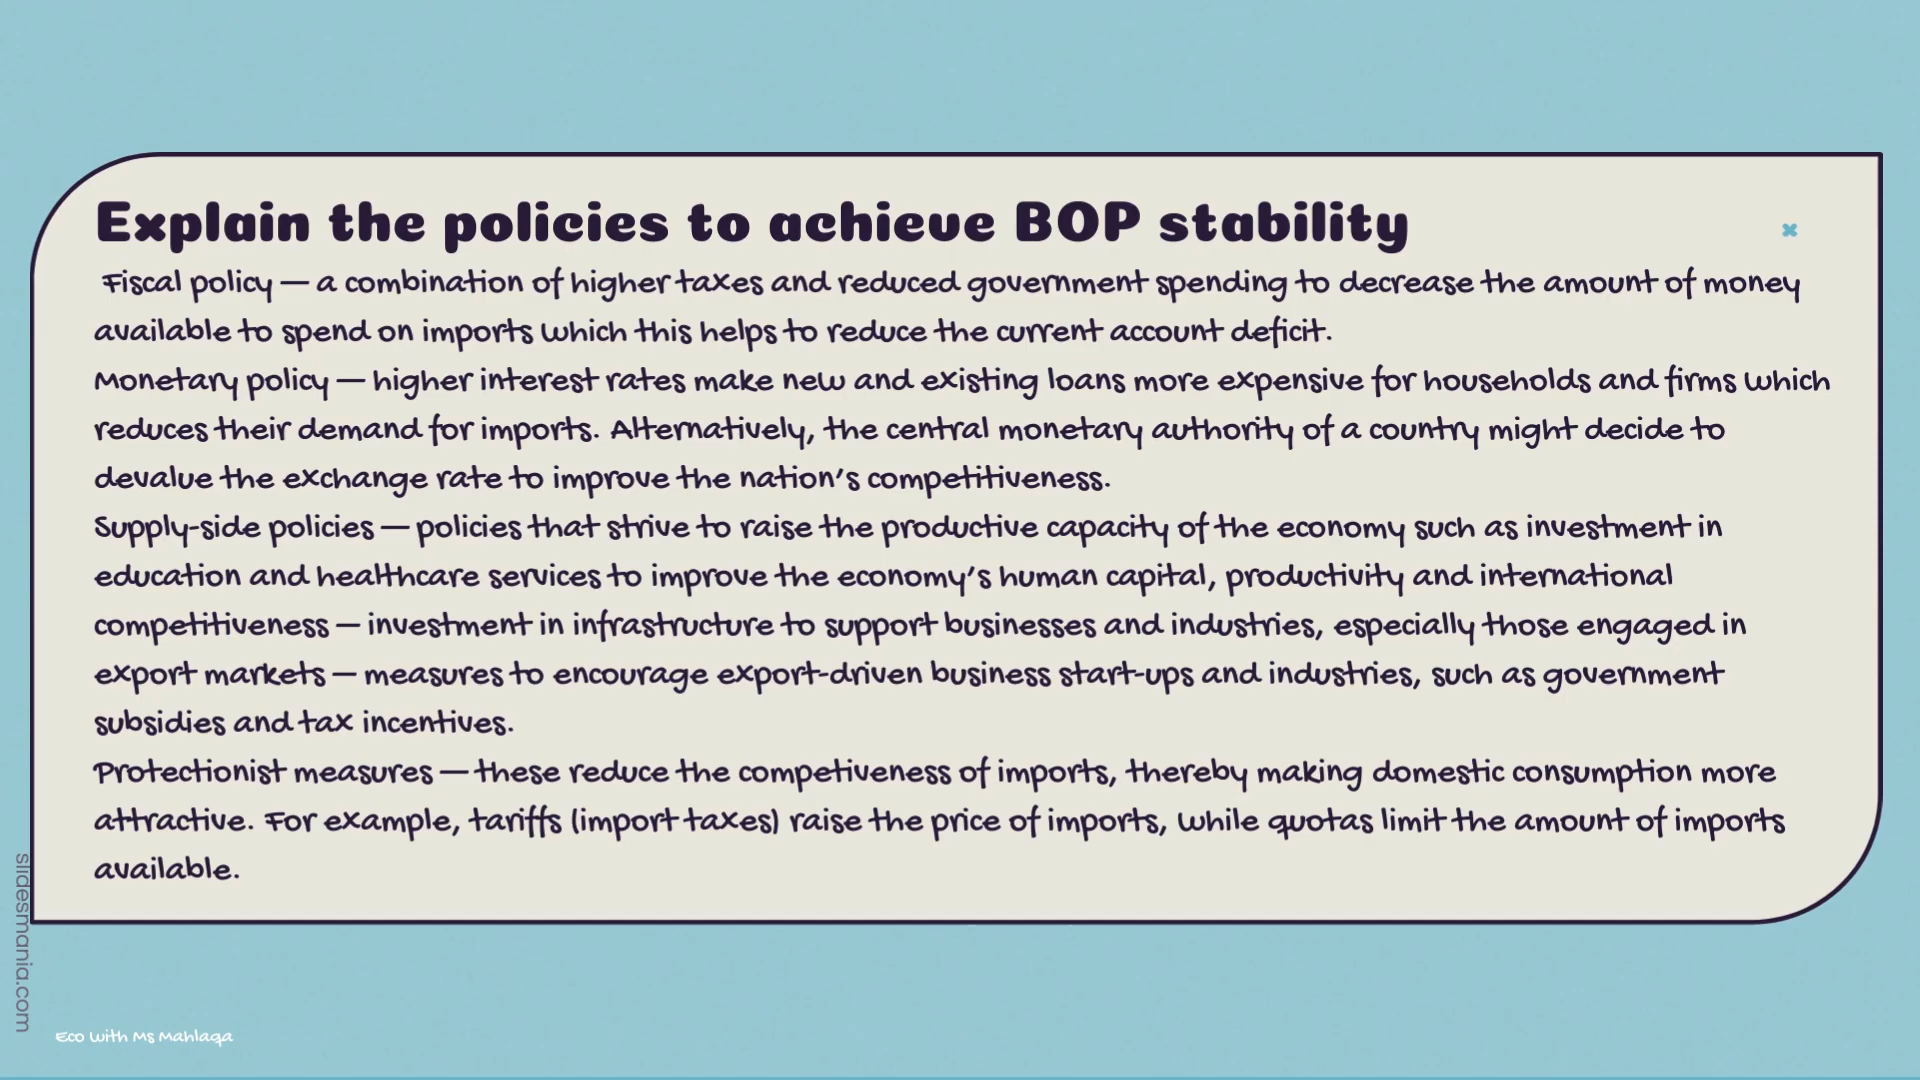 Explain the policies to achieve BOP stability
Fiscal policy — a combination of higher taxes and reduced government spending to decrease the amount of money
available to spend on imports which this helps to reduce the current account deficit.
Monetary policy — higher interest rates make new and existing loans more expensive for households and firms which
reduces their demand for imports. Alternatively, the central monetary authority of a country might decide to
devalue the exchange rate to improve the nation's competitiveness.
Supply-side policies — policies that strive to raise the productive capacity of the economy such as investment in
education and healthcare services to improve the economy's human capital, productivity and international
competitiveness — investment in infrastructure to support businesses and industries, especially those engaged in
export markets — measures to encourage export-driven business start-ups and industries, such as government
subsidies and tax incentives.
Protectionist measures — these reduce the competiveness of imports, thereby making domestic consumption more
attractive. For example, tariffs (import taxes) raise the price of imports, while quotas limit the amount of imports
available.
slidesmania.com
Eco with Ms Mahlaqa